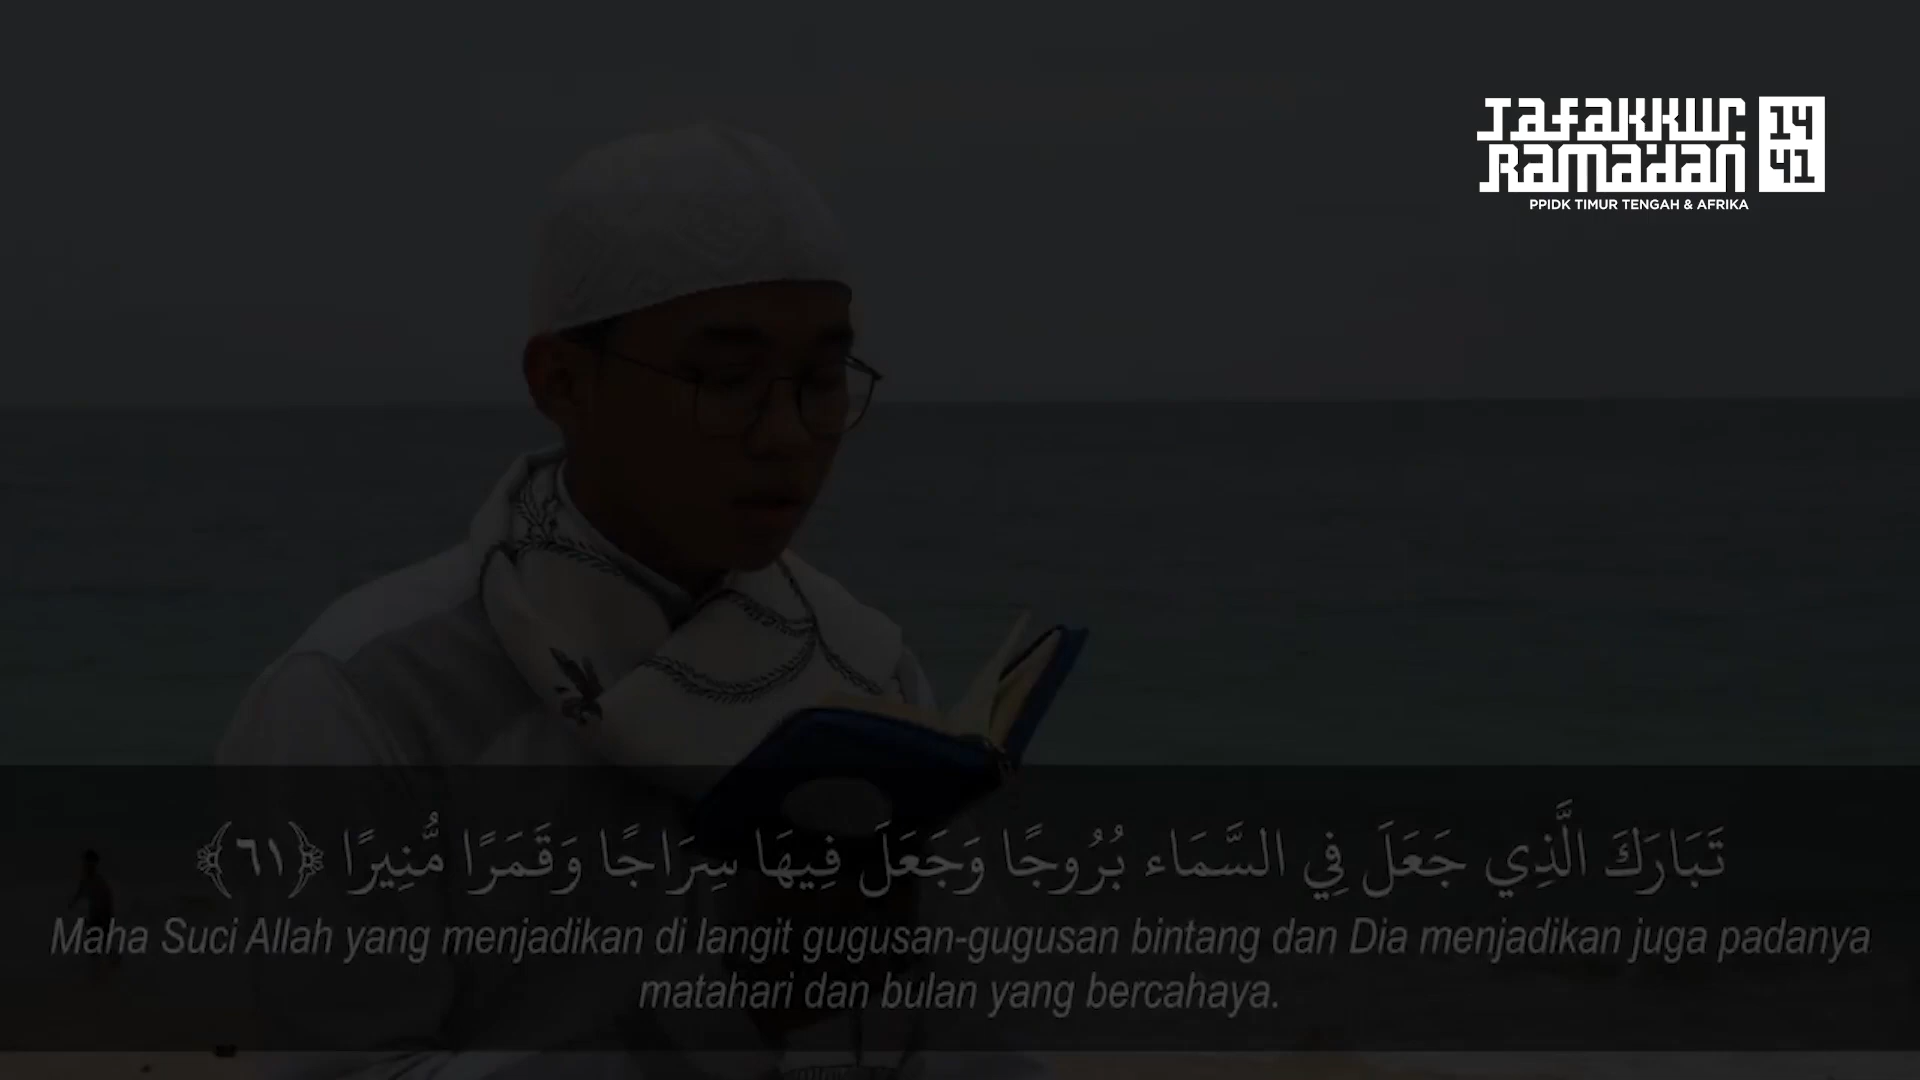 Tafakkur
Ramadan
14
41
PPIDK TIMUR TENGAH & AFRIKA
تَبَارَكَ الَّذِي جَعَلَ فِي السَّمَاء بُرُوجًا وَجَعَلَ فِيهَا سِرَاجًا وَقَمَرًا مُّنِيرًا ﴿٦١﴾
Maha Suci Allah yang menjadikan di langit gugusan-gugusan bintang dan Dia menjadikan juga padanya
matahari dan bulan yang bercahaya.